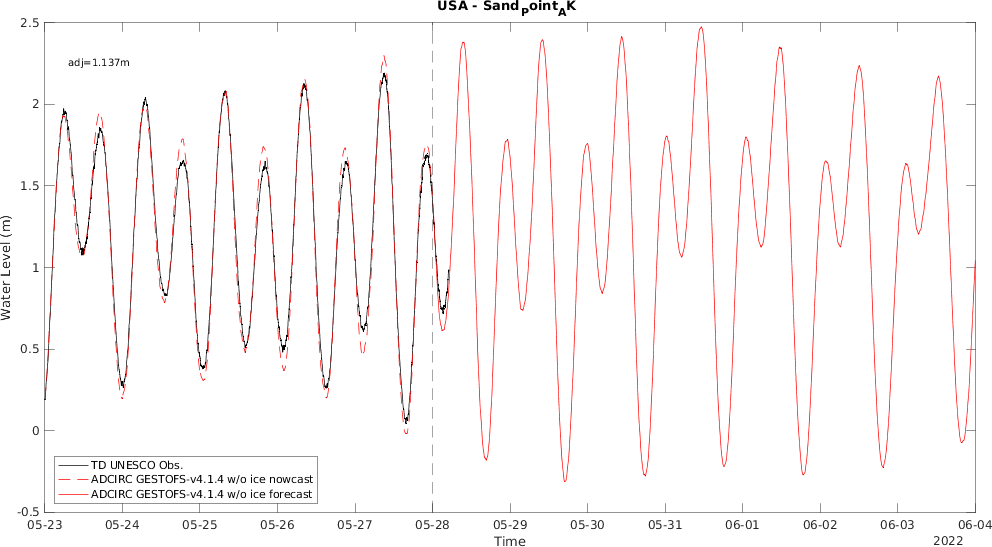 USA - SandPointAK
adj=1.137m
2.5
2
1.5
1
0.5
0
-0.5
Water Level (m)
TD UNESCO Obs.
ADCIRC GESTOFS-v4.1.4 w/o ice nowcast
ADCIRC GESTOFS-v4.1.4 w/o ice forecast
05-23 05-24 05-25 05-26 05-27 05-28 05-29 05-30 05-31 06-01 06-02 06-03 06-04
Time
2022